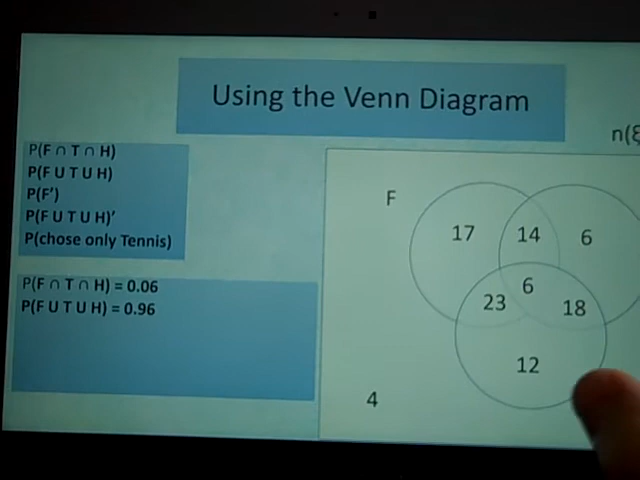 Using the Venn Diagram
n(ξ
P(F ∩ T ∩ H)
P(F U T U H)
P(F’)
P(F U T U H)’
P(chose only Tennis)
P(F ∩ T ∩ H) = 0.06
P(F U T U H) = 0.96
F
17 14 6
6
23 18
12
4